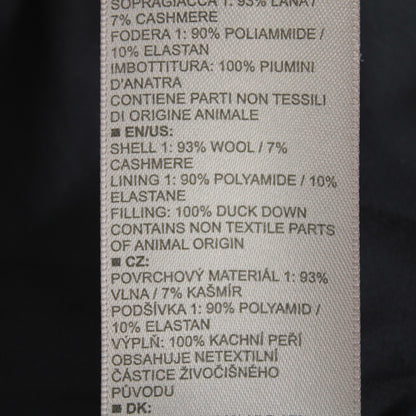 SOPRAGIACCA 1: 93% LANA /
7% CASHMERE
FODERA 1: 90% POLIAMMIDE /
10% ELASTAN
IMBOTTITURA: 100% PIUMINI
D'ANATRA
CONTIENE PARTI NON TESSILI
DI ORIGINE ANIMALE
■ EN/US:
SHELL 1: 93% WOOL / 7%
CASHMERE
LINING 1: 90% POLYAMIDE / 10%
ELASTANE
FILLING: 100% DUCK DOWN
CONTAINS NON TEXTILE PARTS
OF ANIMAL ORIGIN
■ CZ:
POVRCHOVÝ MATERIÁL 1: 93%
VLNA / 7% KAŠMÍR
PODŠÍVKA 1: 90% POLYAMID /
10% ELASTAN
VÝPLŇ: 100% KACHNÍ PEŘÍ
OBSAHUJE NETEXTILNÍ
ČÁSTICE ŽIVOČIŠNÉHO
PŮVODU
■ DK: